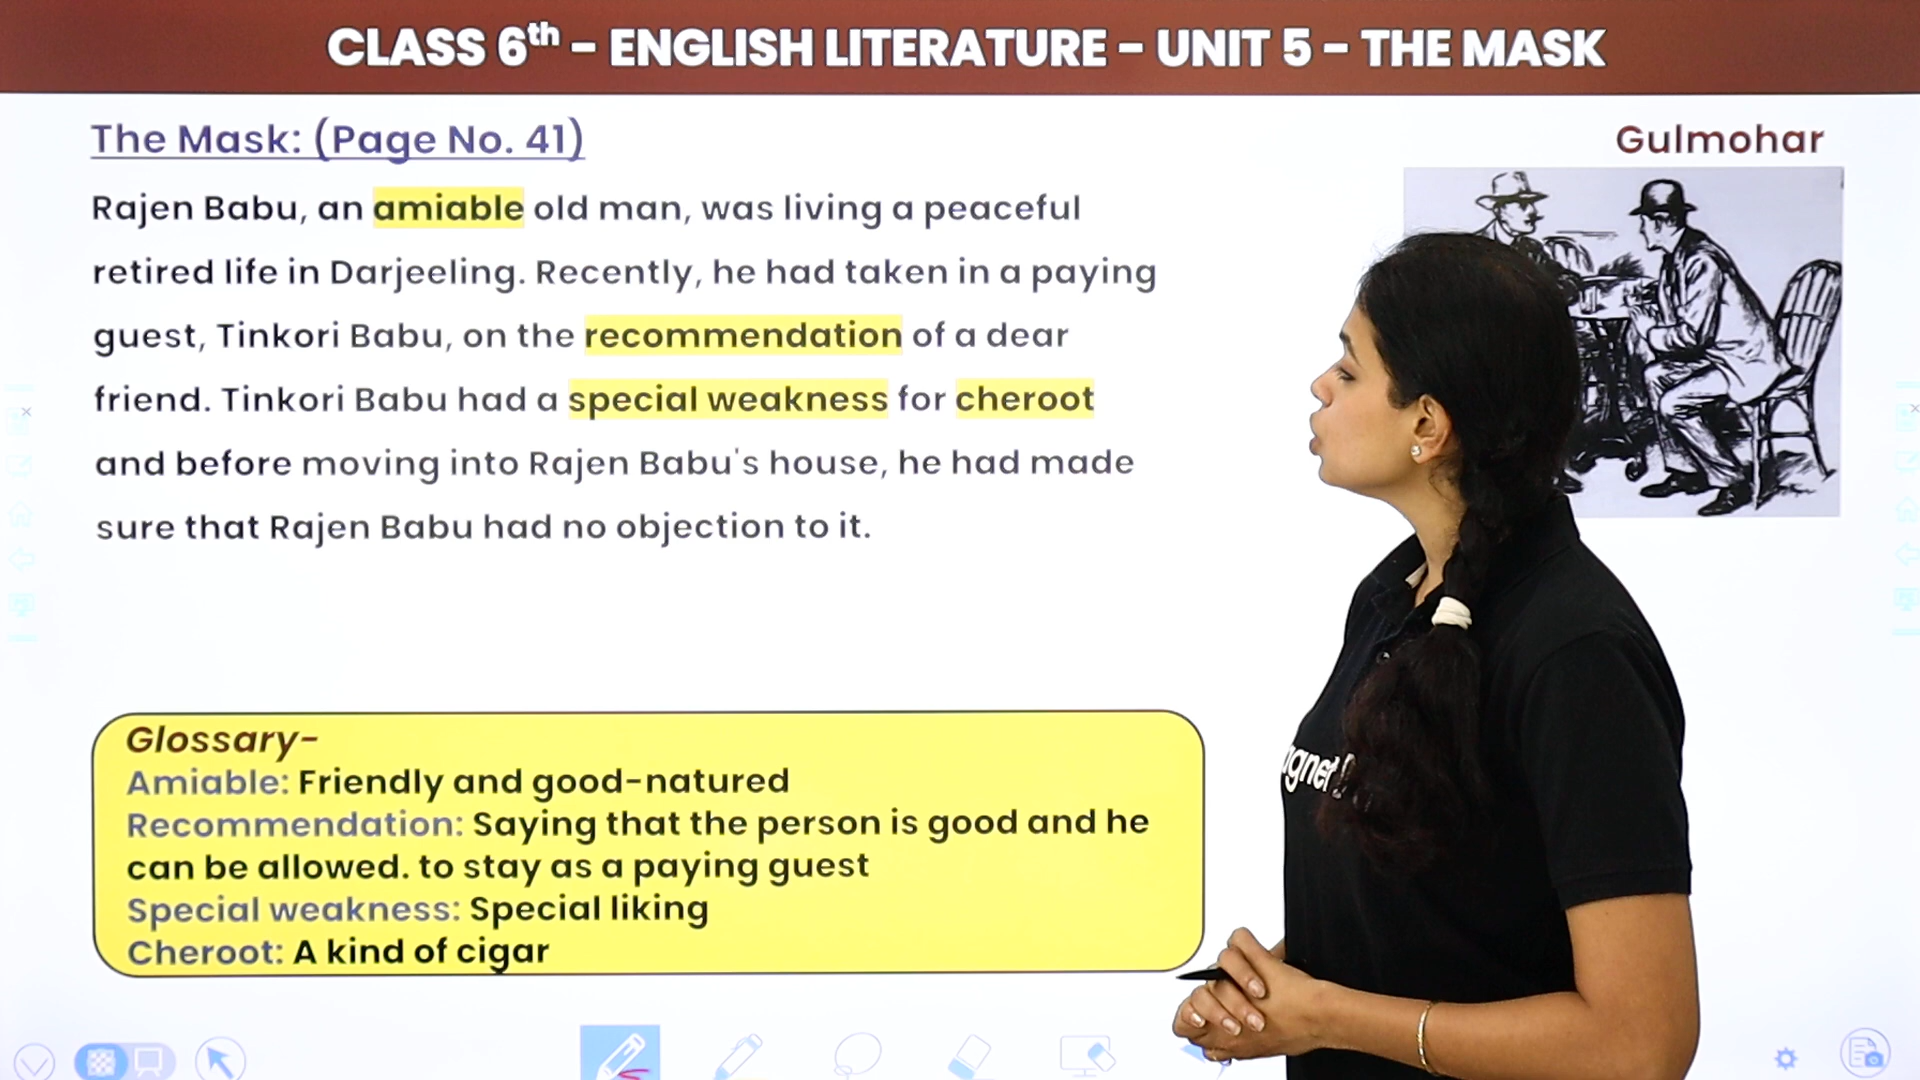 CLASS 6th - ENGLISH LITERATURE - UNIT 5 - THE MASK
The Mask: (Page No. 41)
Gulmohar
Rajen Babu, an amiable old man, was living a peaceful
retired life in Darjeeling. Recently, he had taken in a paying
guest, Tinkori Babu, on the recommendation of a dear
friend. Tinkori Babu had a special weakness for cheroot
and before moving into Rajen Babu's house, he had made
sure that Rajen Babu had no objection to it.
Glossary-
Amiable: Friendly and good-natured
Recommendation: Saying that the person is good and he
can be allowed. to stay as a paying guest
Special weakness: Special liking
Cheroot: A kind of cigar